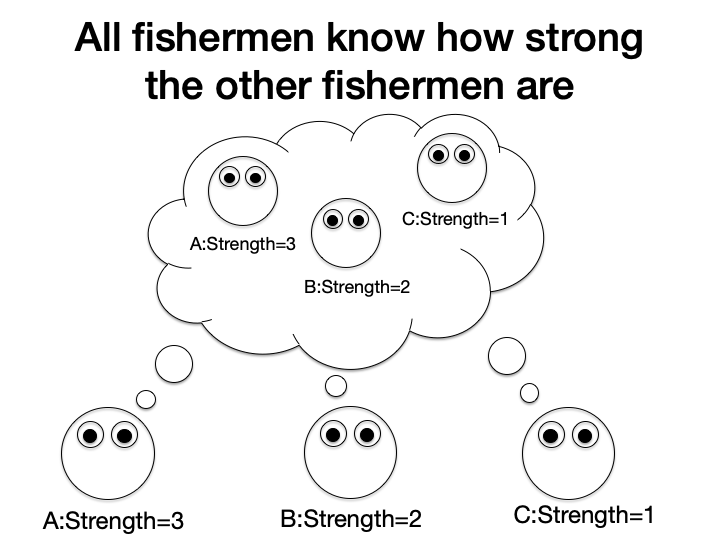 All fishermen know how strong
the other fishermen are
C:Strength=1
A:Strength=3
B:Strength=2
A:Strength=3
B:Strength=2
C:Strength=1